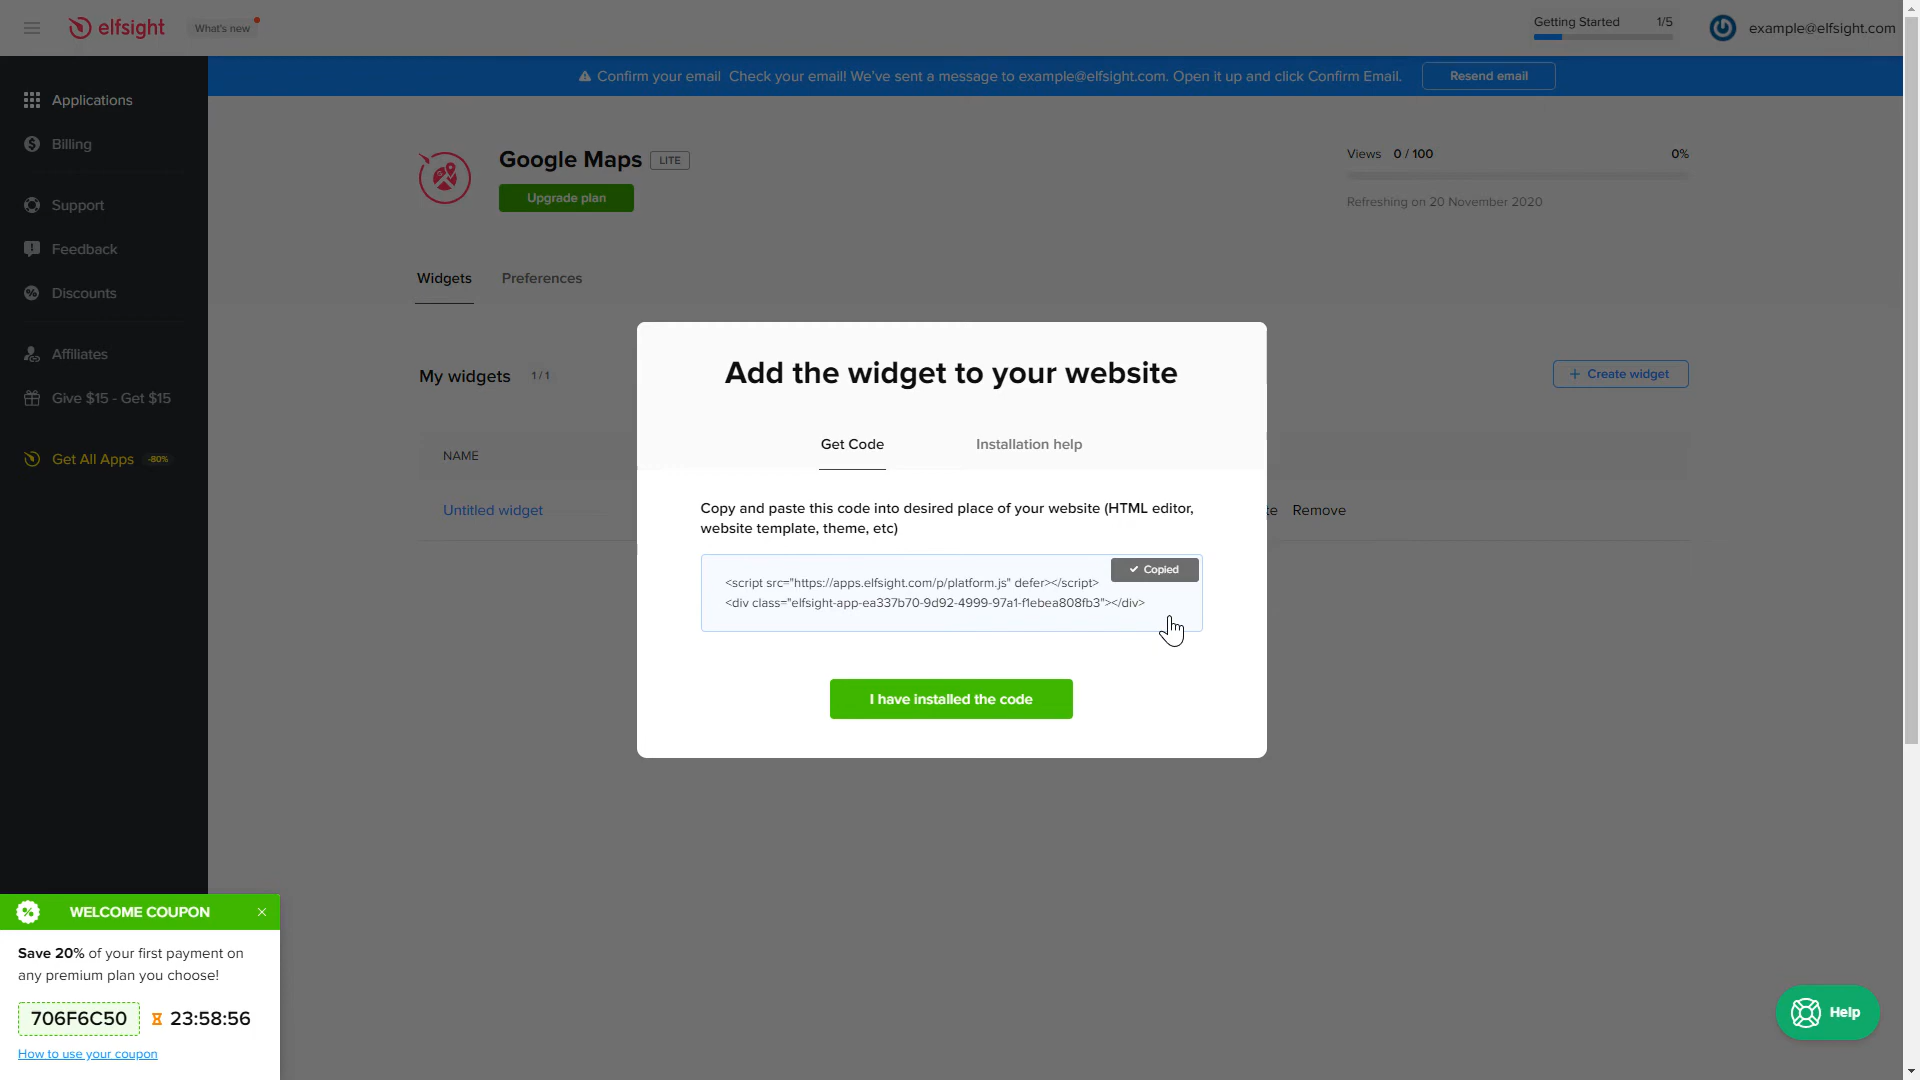 elfsight
What's new
Getting Started 1/5
example@elfsight.com
Confirm your email Check your email! We've sent a message to example@elfsight.com. Open it up and click Confirm Email.
Resend email
Applications
Billing
Support
Feedback
Discounts
Affiliates
Give $15 - Get $15
Get All Apps -80%
Google Maps LITE
Upgrade plan
Views 0 / 100 0%
Refreshing on 20 November 2020
Widgets Preferences
My widgets 1 / 1
+ Create widget
NAME
Untitled widget
te Remove
Add the widget to your website
Get Code Installation help
Copy and paste this code into desired place of your website (HTML editor,
website template, theme, etc)
Copied
<script src="https://apps.elfsight.com/p/platform.js" defer></script>
<div class="elfsight-app-ea337b70-9d92-4999-97a1-f1ebea808fb3"></div>
I have installed the code
WELCOME COUPON
Save 20% of your first payment on
any premium plan you choose!
706F6C50 23:58:56
How to use your coupon
Help